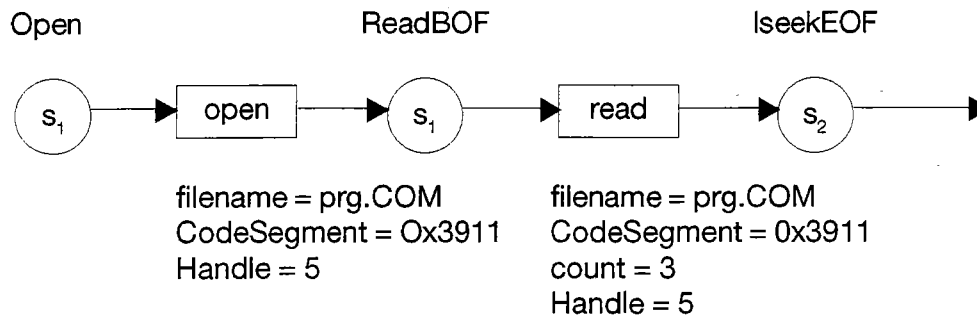 Open ReadBOF lseekEOF
s1 open s1 read s2
filename = prg.COM
CodeSegment = Ox3911
Handle = 5
filename = prg.COM
CodeSegment = 0x3911
count = 3
Handle = 5